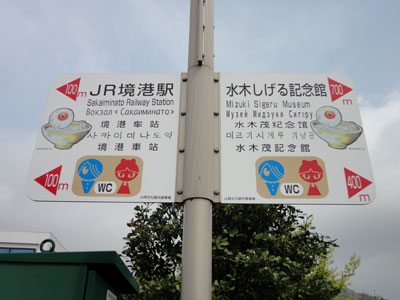 100m
JR境港駅
Sakaiminato Railway Station
Вокзал «Сакаиминато»
境港车站
사카이미나토역
境港車站
100m
WC
水木しげる記念館
700m
Mizuki Sigeru Museum
Музей Мидзуки Сигеру
水木茂纪念馆
미즈키시게루 기념관
水木茂記念館
WC
400m